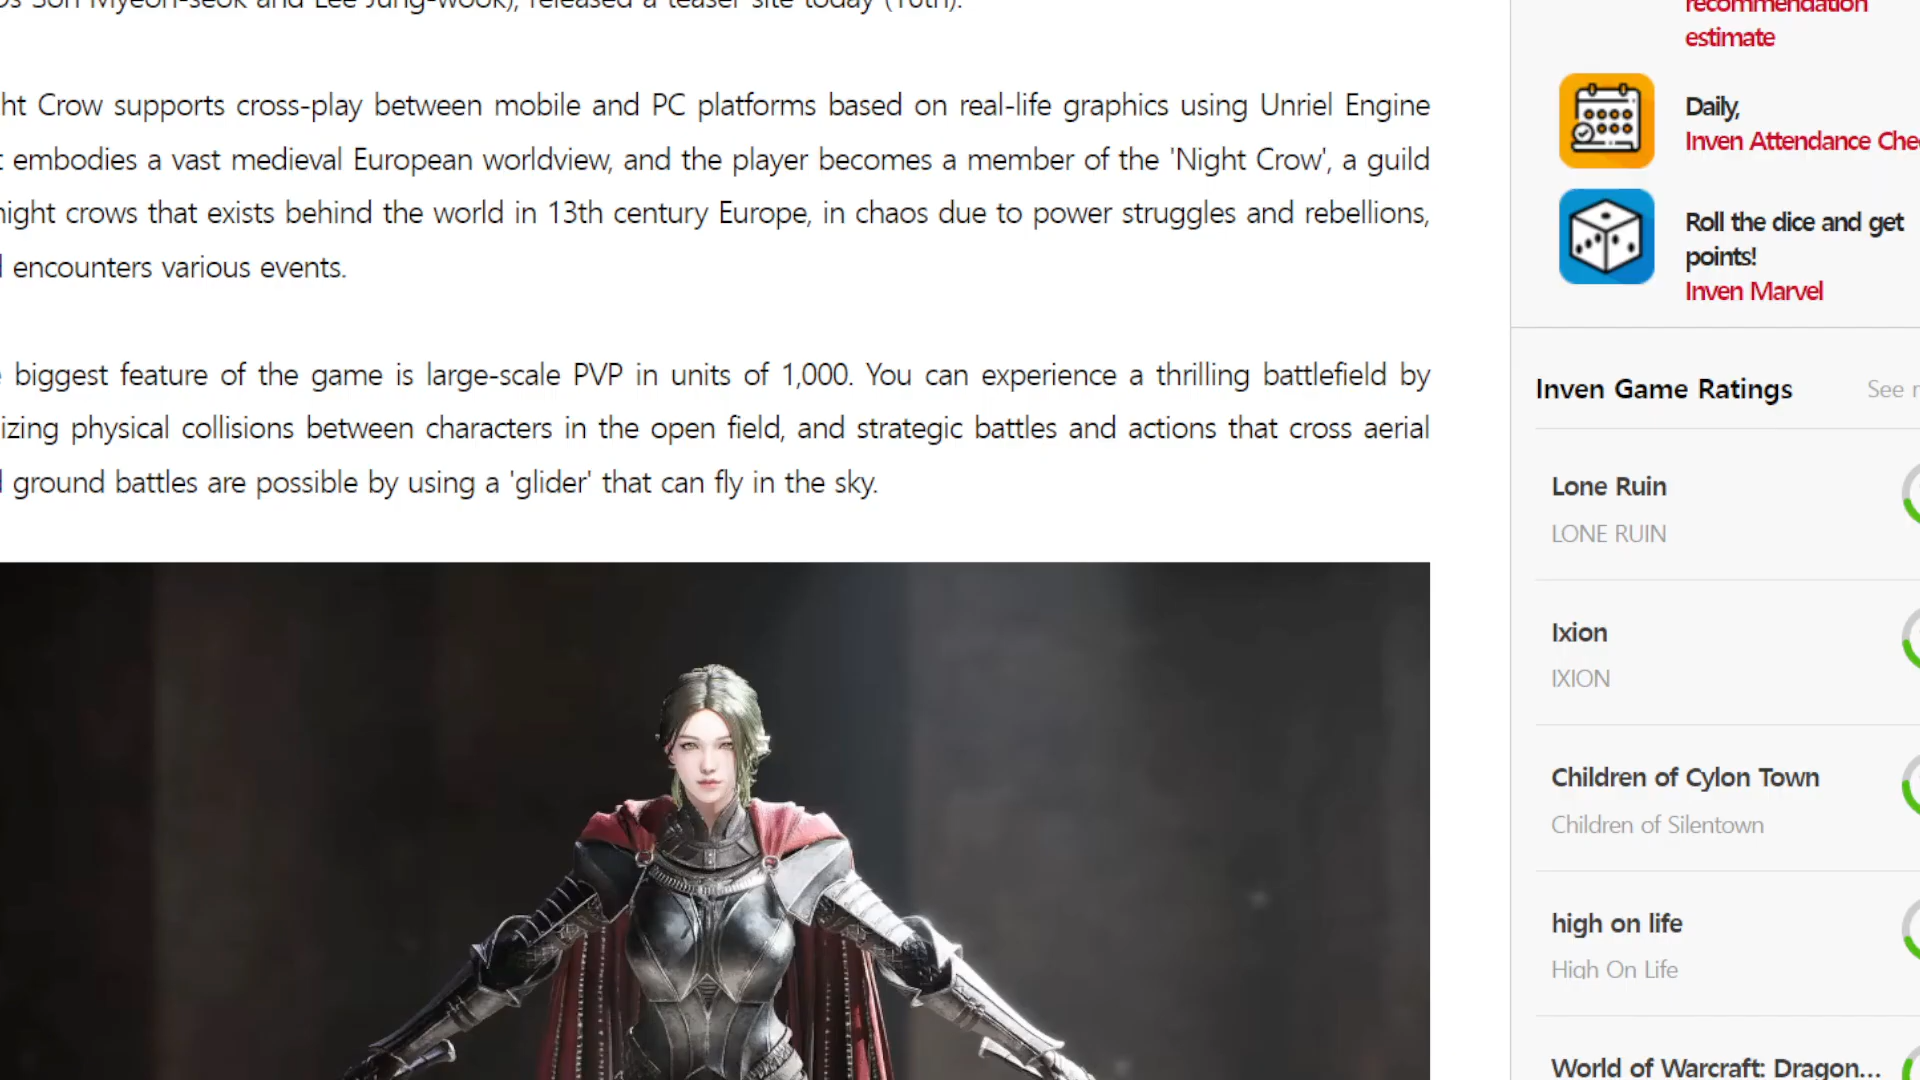 Os Son Myeon-seok and Lee Jung-wook), released a teaser site today (16th).
ht Crow supports cross-play between mobile and PC platforms based on real-life graphics using Unriel Engine
t embodies a vast medieval European worldview, and the player becomes a member of the 'Night Crow', a guild
night crows that exists behind the world in 13th century Europe, in chaos due to power struggles and rebellions,
d encounters various events.
e biggest feature of the game is large-scale PVP in units of 1,000. You can experience a thrilling battlefield by
izing physical collisions between characters in the open field, and strategic battles and actions that cross aerial
d ground battles are possible by using a 'glider' that can fly in the sky.
recommendation
estimate
Daily,
Inven Attendance Che
Roll the dice and get
points!
Inven Marvel
Inven Game Ratings
See r
Lone Ruin
LONE RUIN
Ixion
IXION
Children of Cylon Town
Children of Silentown
high on life
High On Life
World of Warcraft: Dragon...